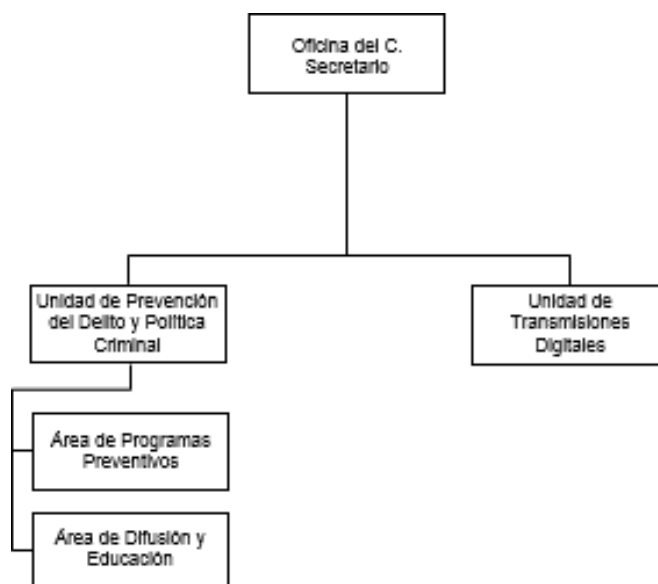 Oficina del C.
Secretario
Unidad de Prevención
del Delito y Política
Criminal
Unidad de
Transmisiones
Digitales
Área de Programas
Preventivos
Área de Difusión y
Educación